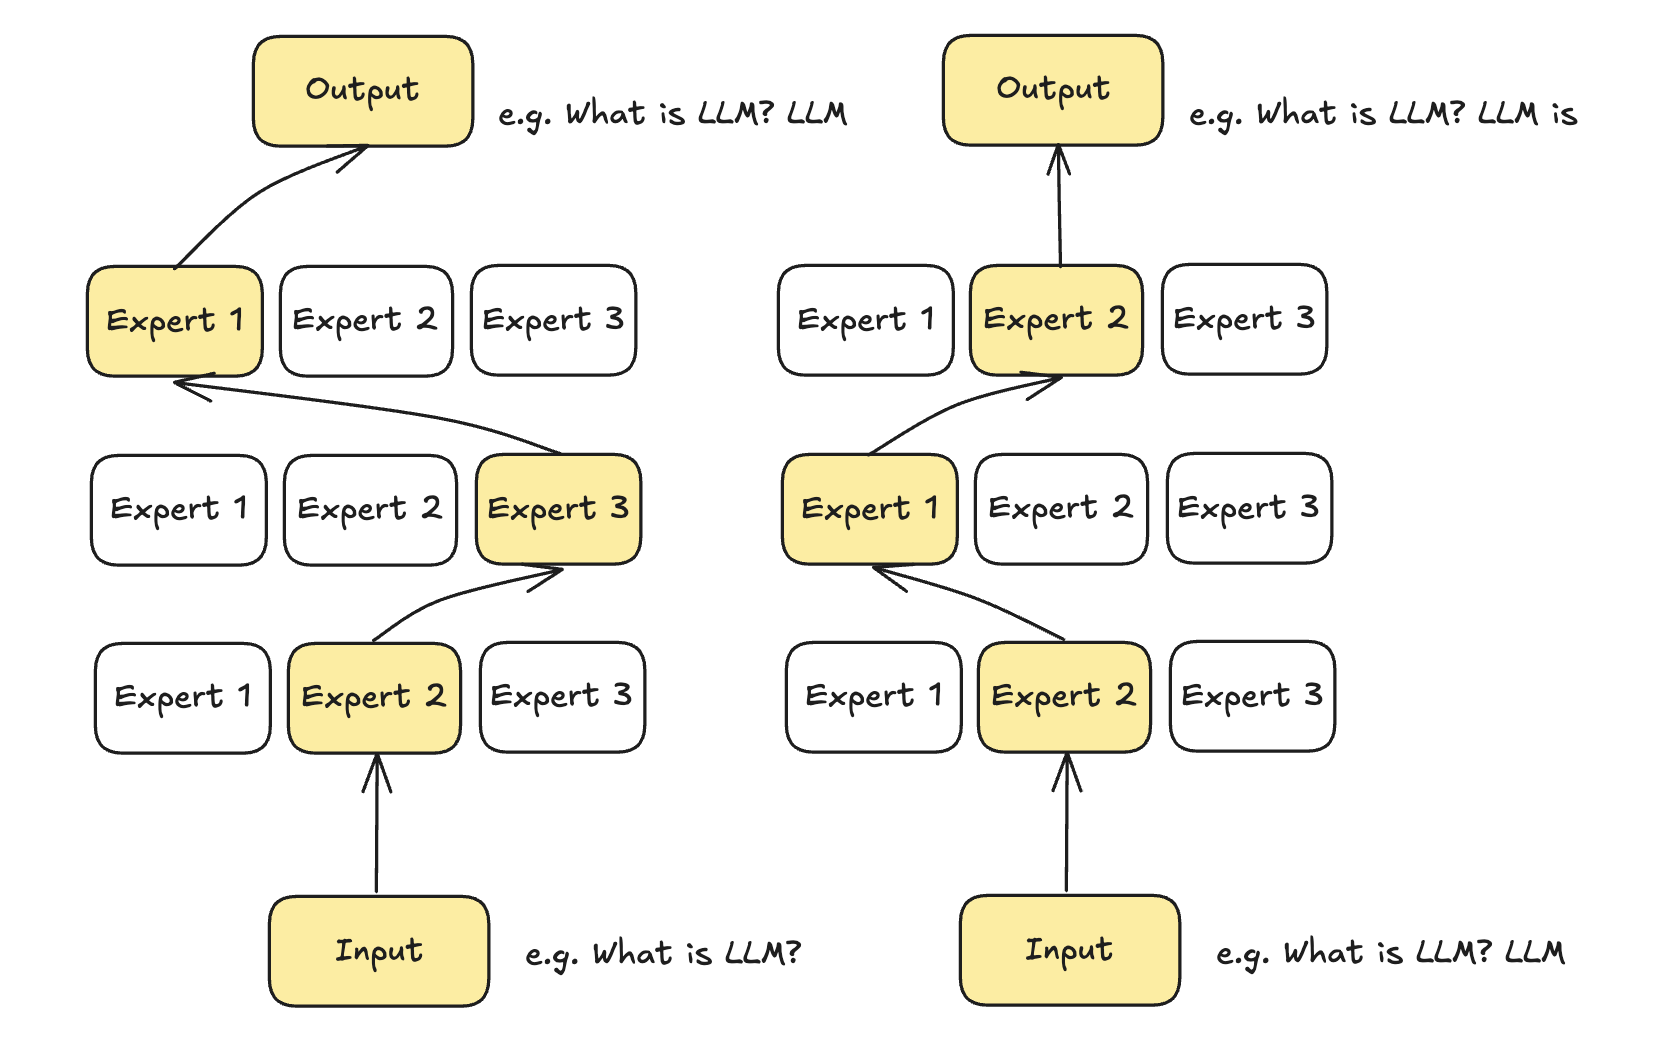 Output
e.g. What is LLM? LLM
Expert 1
Expert 2
Expert 3
Expert 1
Expert 2
Expert 3
Expert 1
Expert 2
Expert 3
Input
e.g. What is LLM?
Output
e.g. What is LLM? LLM is
Expert 1
Expert 2
Expert 3
Expert 1
Expert 2
Expert 3
Expert 1
Expert 2
Expert 3
Input
e.g. What is LLM? LLM